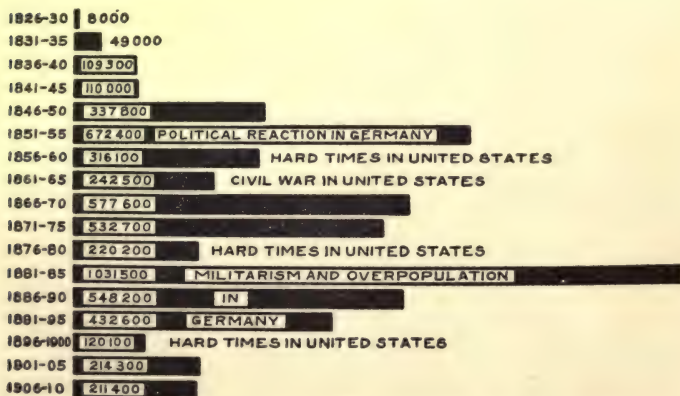 1826-30 8000
1831-35 49000
1836-40 109300
1841-45 110000
1846-50 337800
1851-55 672400 POLITICAL REACTION IN GERMANY
1856-60 316100 HARD TIMES IN UNITED STATES
1861-65 242500 CIVIL WAR IN UNITED STATES
1866-70 577600
1871-75 532700
1876-80 220200 HARD TIMES IN UNITED STATES
1881-85 1031500 MILITARISM AND OVERPOPULATION
1886-90 548200 IN
1891-95 432600 GERMANY
1896-1900 120100 HARD TIMES IN UNITED STATES
1901-05 214300
1906-10 211400